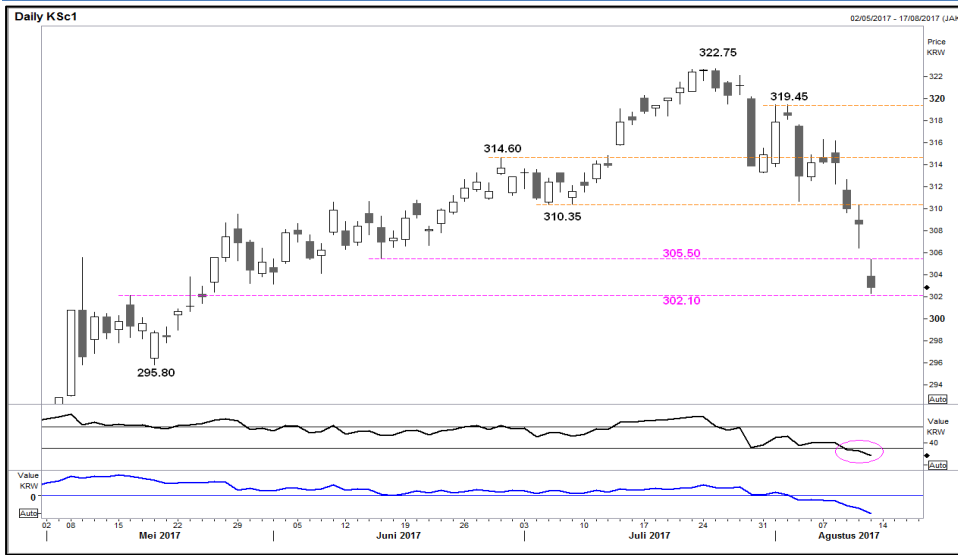 Daily KSc1
02/05/2017 - 17/08/2017 (JAK
Price
KRW
322.75
322
320
319.45
318
316
314.60
314
312
310.35
310
308
306
305.50
304
302.10
302
300
298
296
295.80
294
Auto
Value
KRW
40
Auto
Value
KRW
0
Auto
02 08 15 22 29 05 12 19 26 03 10 17 24 31 07 14
Mei 2017 Juni 2017 Juli 2017 Agustus 2017